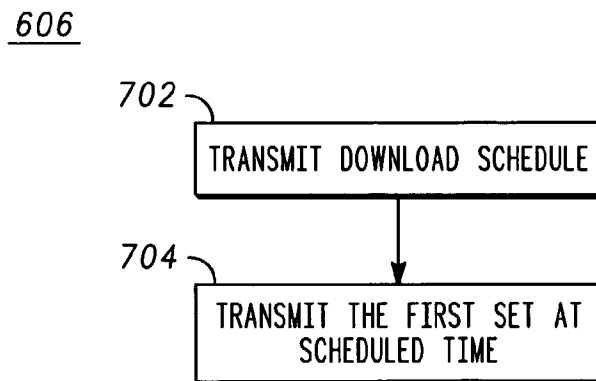 606
702
TRANSMIT DOWNLOAD SCHEDULE
704
TRANSMIT THE FIRST SET AT
SCHEDULED TIME